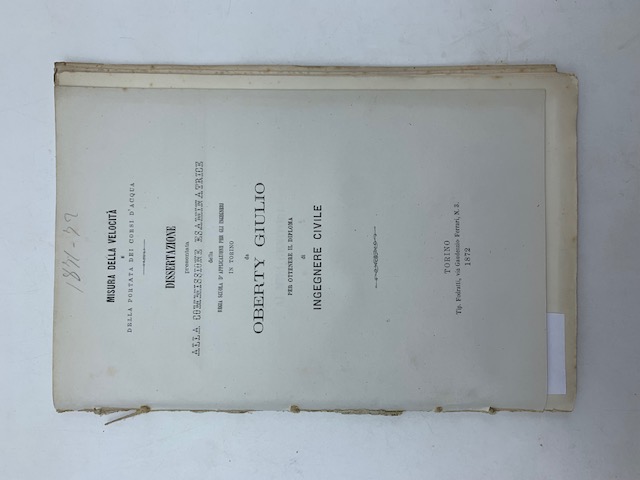 MISURA DELLA VELOCITÀ
E
DELLA PORTATA DEI CORSI D'ACQUA
DISSERTAZIONE
presentata
ALLA COMMISSIONE ESAMINATRICE
della
REGIA SCUOLA D'APPLICAZIONE PER GLI INGEGNERI
IN TORINO
da
OBERTY GIULIO
PER OTTENERE IL DIPLOMA
di
INGEGNERE CIVILE
TORINO
Tip. Fodratti, via Gaudenzio Ferrari, N. 3.
1872